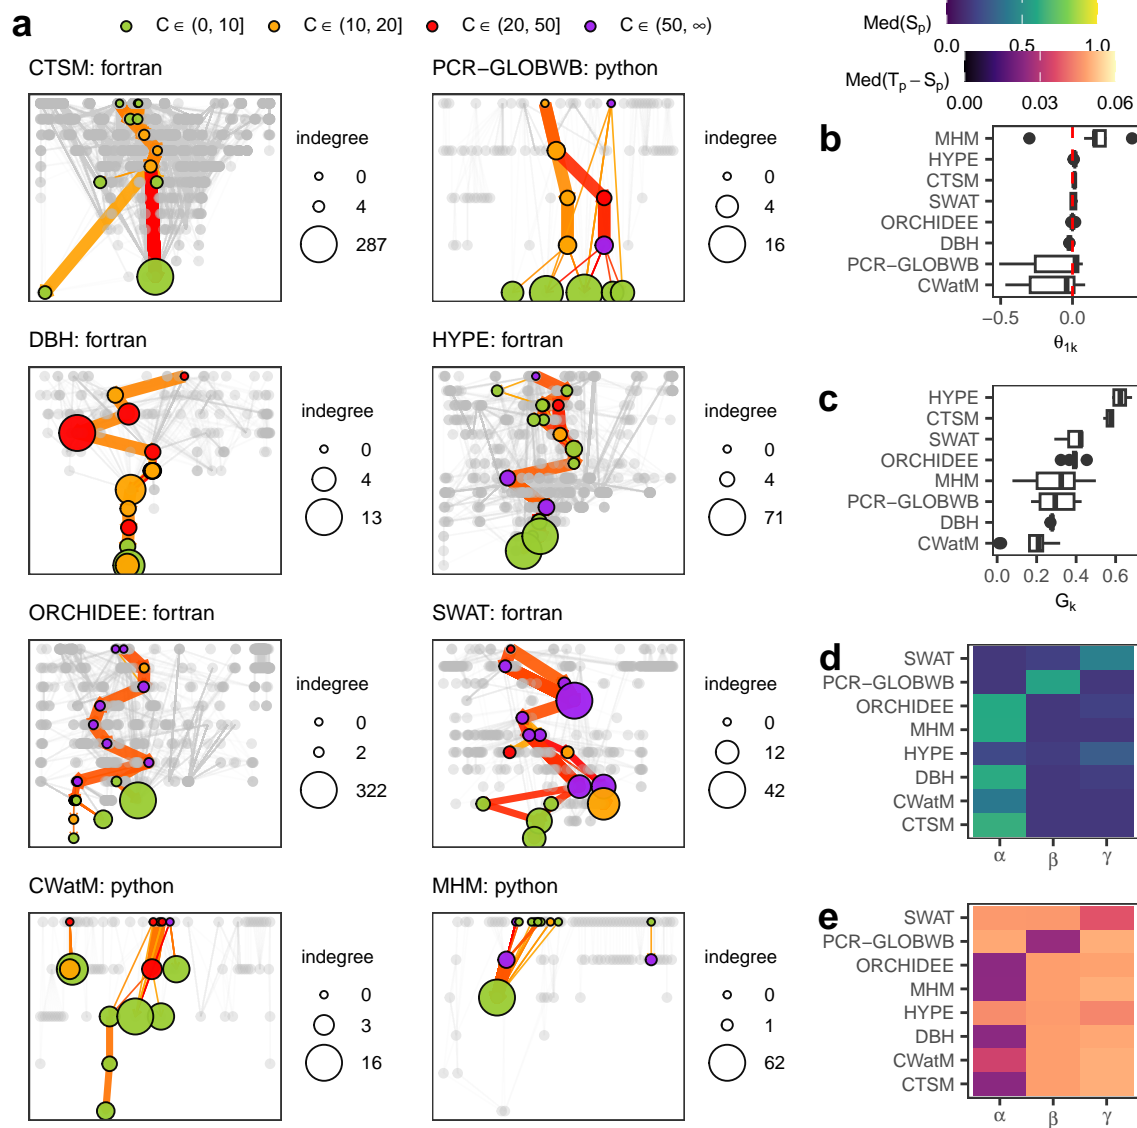 a
C ∈ (0, 10] C ∈ (10, 20] C ∈ (20, 50] C ∈ (50, ∞)
CTSM: fortran
indegree
0
4
287
PCR−GLOBWB: python
indegree
0
4
16
DBH: fortran
indegree
0
4
13
HYPE: fortran
indegree
0
4
71
ORCHIDEE: fortran
indegree
0
2
322
SWAT: fortran
indegree
0
12
42
CWatM: python
indegree
0
3
16
MHM: python
indegree
0
1
62
Med(Sp)
0.0 0.5 1.0
Med(Tp − Sp)
0.00 0.03 0.06
b
MHM
HYPE
CTSM
SWAT
ORCHIDEE
DBH
PCR−GLOBWB
CWatM
−0.5 0.0
θ1k
c
HYPE
CTSM
SWAT
ORCHIDEE
MHM
PCR−GLOBWB
DBH
CWatM
0.0 0.2 0.4 0.6
Gk
d
SWAT
PCR−GLOBWB
ORCHIDEE
MHM
HYPE
DBH
CWatM
CTSM
α β γ
e
SWAT
PCR−GLOBWB
ORCHIDEE
MHM
HYPE
DBH
CWatM
CTSM
α β γ